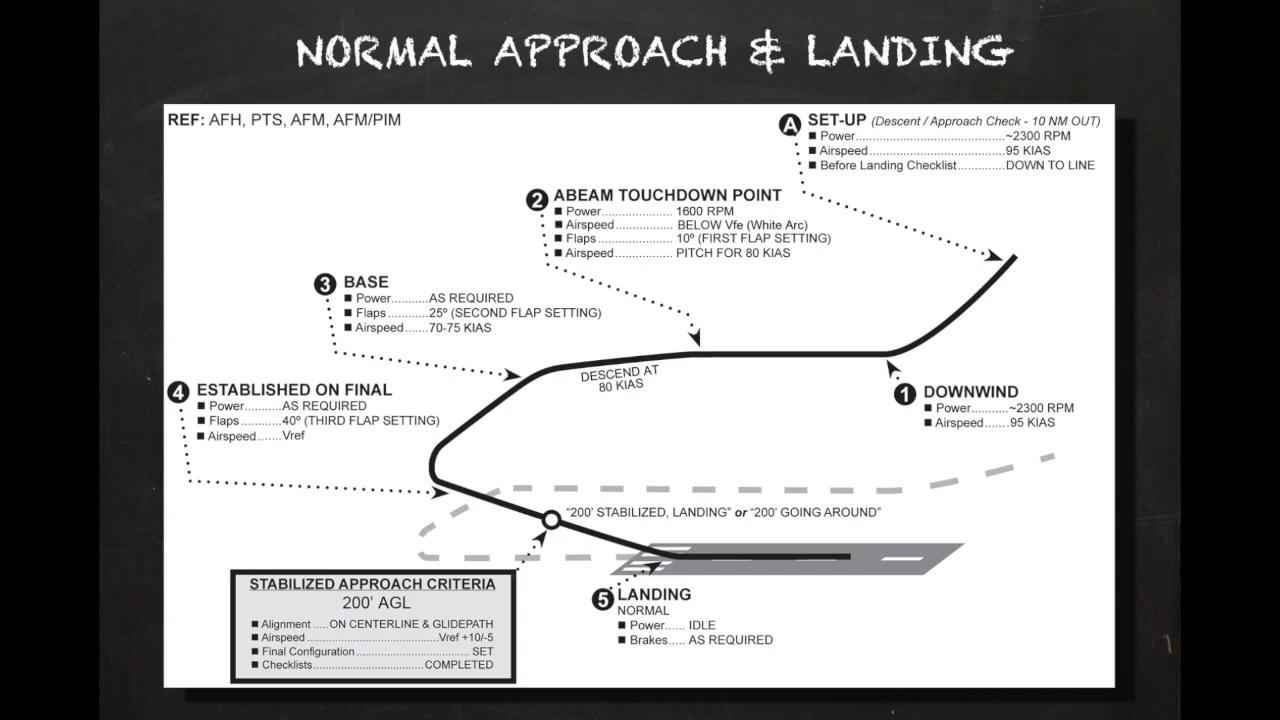 NORMAL APPROACH & LANDING
REF: AFH, PTS, AFM, AFM/PIM
A SET-UP (Descent / Approach Check - 10 NM OUT)
■ Power..........................................~2300 RPM
■ Airspeed.......................................95 KIAS
■ Before Landing Checklist.............DOWN TO LINE
2 ABEAM TOUCHDOWN POINT
■ Power..................... 1600 RPM
■ Airspeed................. BELOW Vfe (White Arc)
■ Flaps...................... 10º (FIRST FLAP SETTING)
■ Airspeed................. PITCH FOR 80 KIAS
3 BASE
■ Power..........AS REQUIRED
■ Flaps...........25º (SECOND FLAP SETTING)
■ Airspeed......70-75 KIAS
DESCEND AT
80 KIAS
4 ESTABLISHED ON FINAL
■ Power..........AS REQUIRED
■ Flaps...........40º (THIRD FLAP SETTING)
■ Airspeed......Vref
1 DOWNWIND
■ Power..........~2300 RPM
■ Airspeed.......95 KIAS
“200’ STABILIZED, LANDING” or “200’ GOING AROUND”
STABILIZED APPROACH CRITERIA
200’ AGL
■ Alignment .....ON CENTERLINE & GLIDEPATH
■ Airspeed ...................................Vref +10/-5
■ Final Configuration ............................... SET
■ Checklists..............................COMPLETED
5 LANDING
NORMAL
■ Power...... IDLE
■ Brakes..... AS REQUIRED